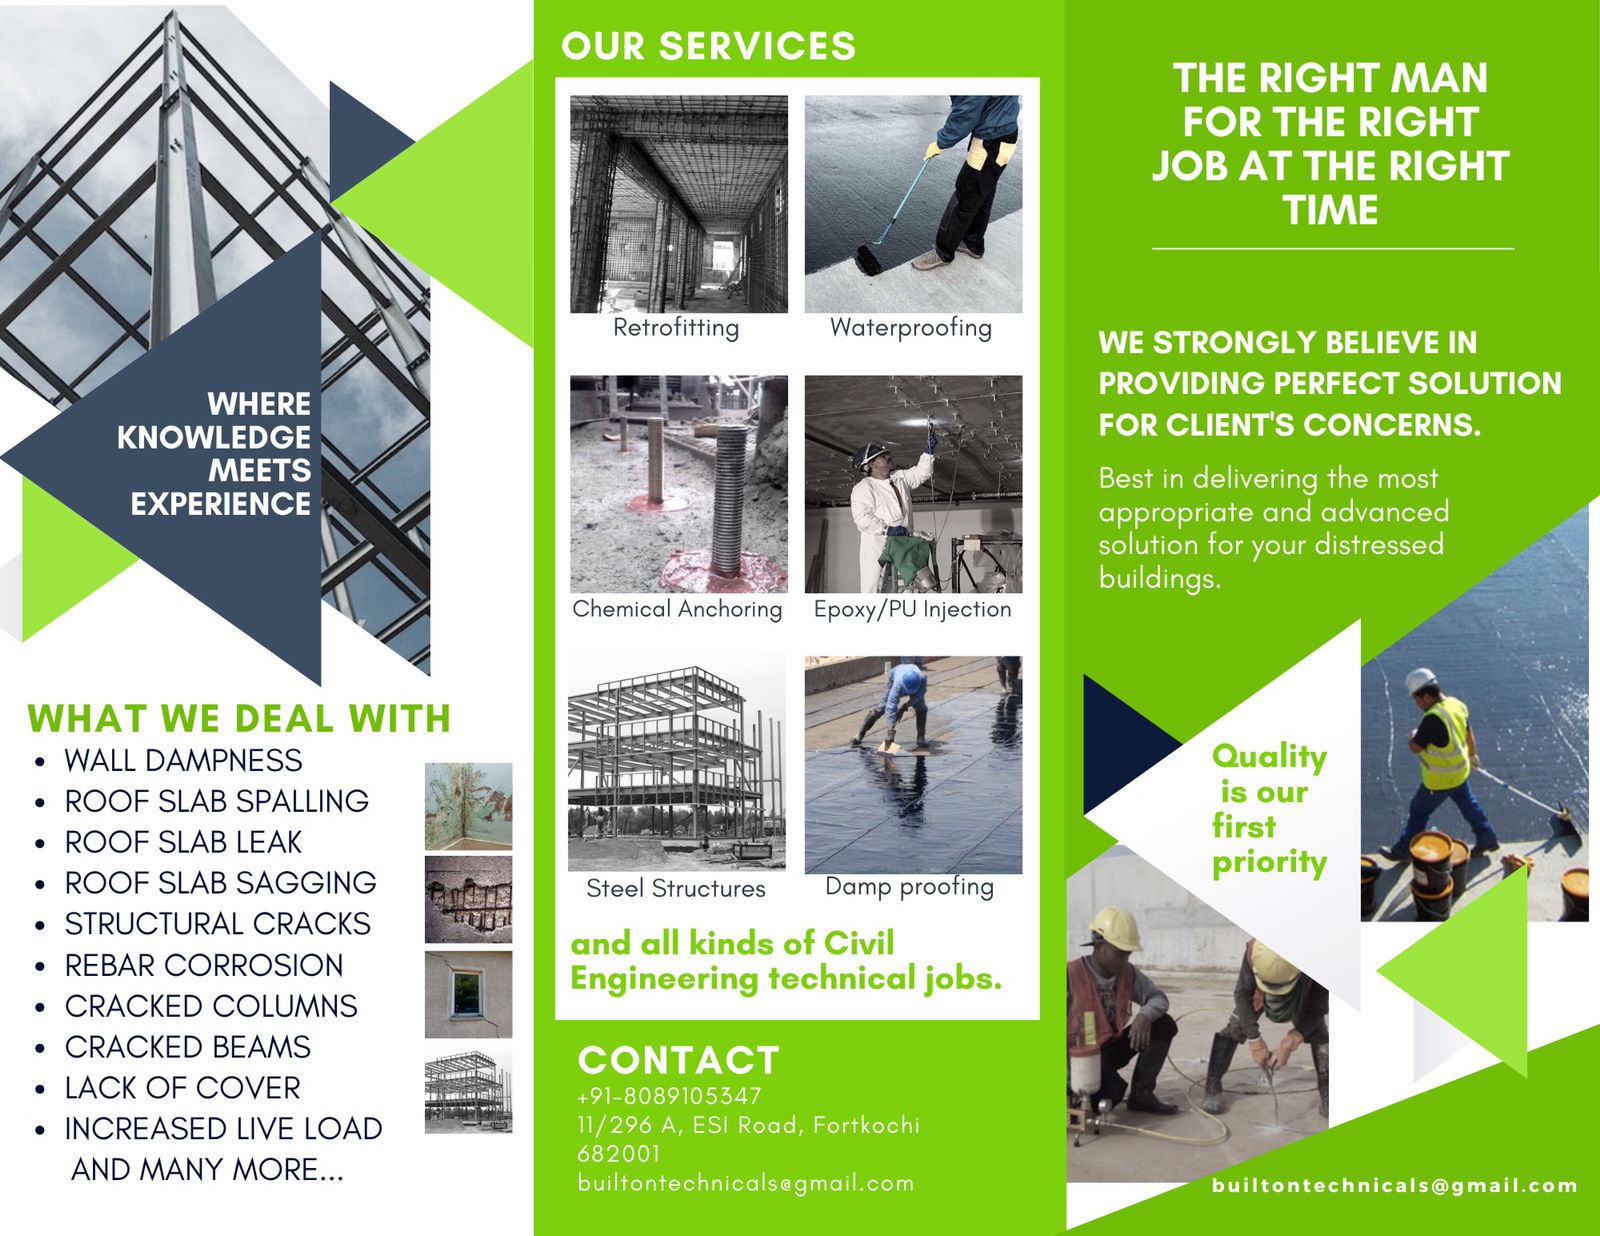 WHERE
KNOWLEDGE
MEETS
EXPERIENCE
WHAT WE DEAL WITH
• WALL DAMPNESS
• ROOF SLAB SPALLING
• ROOF SLAB LEAK
• ROOF SLAB SAGGING
• STRUCTURAL CRACKS
• REBAR CORROSION
• CRACKED COLUMNS
• CRACKED BEAMS
• LACK OF COVER
• INCREASED LIVE LOAD
AND MANY MORE...
OUR SERVICES
Retrofitting
Waterproofing
Chemical Anchoring
Epoxy/PU Injection
Steel Structures
Damp proofing
and all kinds of Civil
Engineering technical jobs.
CONTACT
+91-8089105347
11/296 A, ESI Road, Fortkochi
682001
builtontechnicals@gmail.com
THE RIGHT MAN
FOR THE RIGHT
JOB AT THE RIGHT
TIME
WE STRONGLY BELIEVE IN
PROVIDING PERFECT SOLUTION
FOR CLIENT'S CONCERNS.
Best in delivering the most
appropriate and advanced
solution for your distressed
buildings.
Quality
is our
first
priority
builtontechnicals@gmail.com